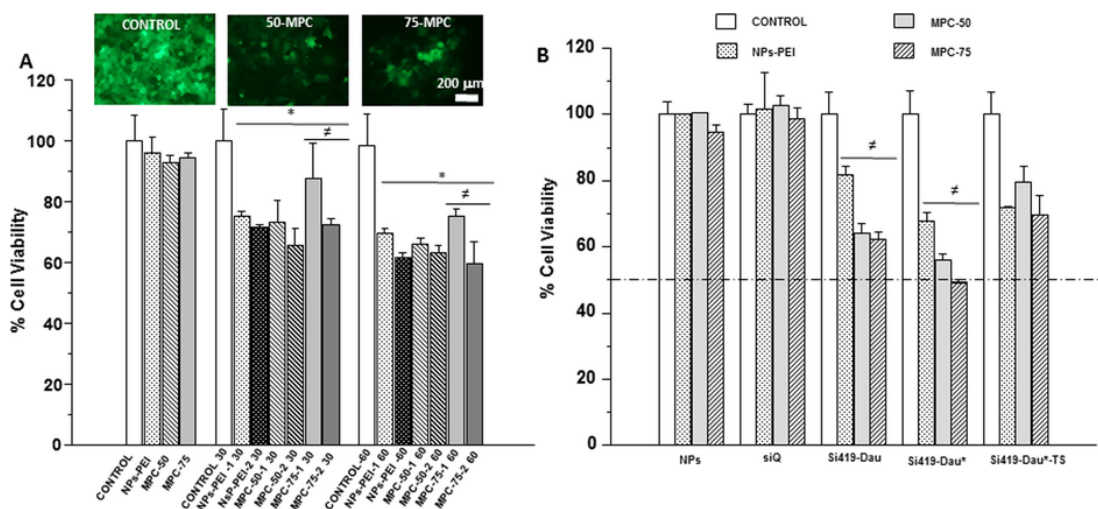 CONTROL 50-MPC 75-MPC
200 µm
A
120
100
80
60
40
20
0
% Cell Viability
*
≠
*
≠
CONTROL
NPs-PEI
MPC-50
MPC-75
CONTROL 30
NPs-PEI -1 30
NsP-PEI-2 30
MPC-50-1 30
MPC-50-2 30
MPC-75-1 30
MPC-75-2 30
CONTROL-60
NPs-PEI-1 60
NPs-PEI 60
MPC-50-1 60
MPC-50-2 60
MPC-75-1 60
MPC-75-2 60
B
CONTROL MPC-50
NPs-PEI MPC-75
120
100
80
60
40
20
0
% Cell Viability
≠
≠
NPs siQ Si419-Dau Si419-Dau* Si419-Dau*-TS